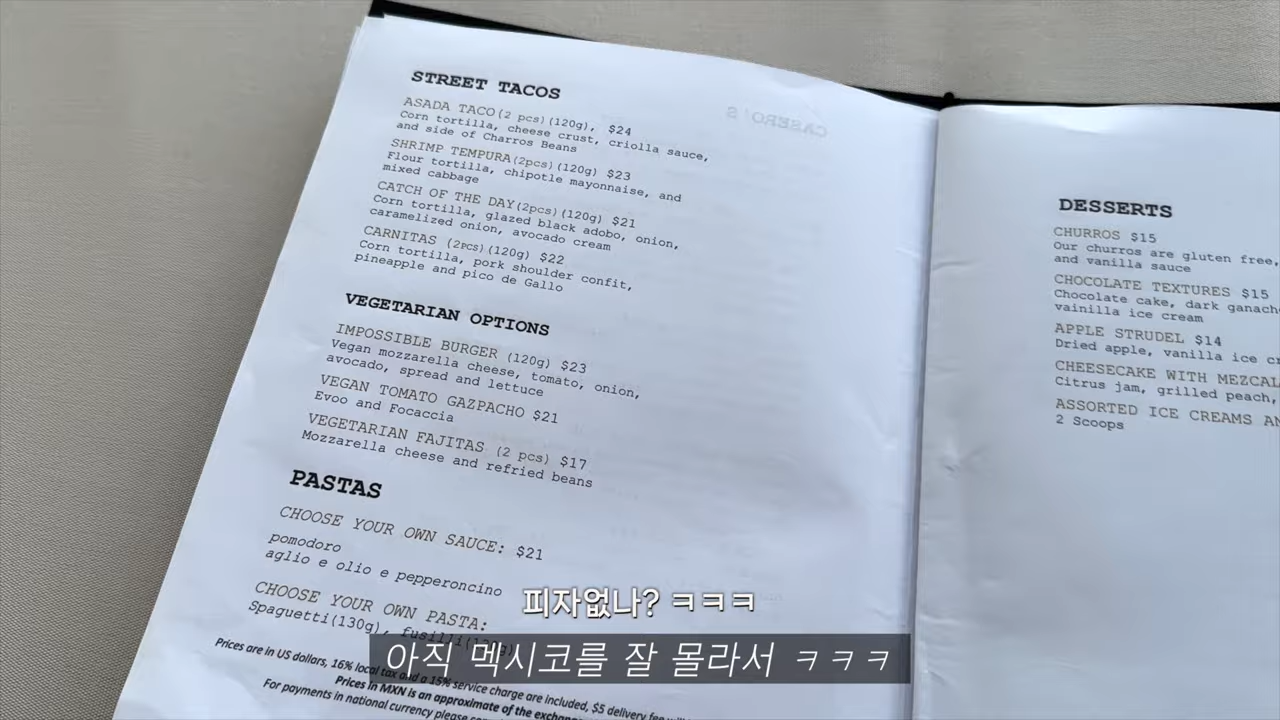 STREET TACOS
ASADA TACO(2 pcs)(120g), $24
Corn tortilla, cheese crust, criolla sauce,
and side of Charros Beans
SHRIMP TEMPURA(2pcs)(120g) $23
Flour tortilla, chipotle mayonnaise, and
mixed cabbage
CATCH OF THE DAY(2pcs)(120g) $21
Corn tortilla, glazed black adobo, onion,
caramelized onion, avocado cream
CARNITAS (2PCS)(120g) $22
Corn tortilla, pork shoulder confit,
pineapple and pico de Gallo
VEGETARIAN OPTIONS
IMPOSSIBLE BURGER (120g) $23
Vegan mozzarella cheese, tomato, onion,
avocado, spread and lettuce
VEGAN TOMATO GAZPACHO $21
Evoo and Focaccia
VEGETARIAN FAJITAS (2 pcs) $17
Mozzarella cheese and refried beans
PASTAS
CHOOSE YOUR OWN SAUCE: $21
pomodoro
aglio e olio e pepperoncino
CHOOSE YOUR OWN PASTA:
Spaguetti(130g), fusilli
Prices are in US dollars, 16% local tax and a 15% service charge are included, $5 delivery fee
Prices in MXN is an approximate of the
For payments in national currency please
CASERO'S
DESSERTS
CHURROS $15
Our churros are gluten free,
and vanilla sauce
CHOCOLATE TEXTURES $15
Chocolate cake, dark ganach
vainilla ice cream
APPLE STRUDEL $14
Dried apple, vanilla ice cr
CHEESECAKE WITH MEZCAL
Citrus jam, grilled peach,
ASSORTED ICE CREAMS AN
2 Scoops
피자없나? ㅋㅋㅋ
아직 멕시코를 잘 몰라서 ㅋㅋㅋ